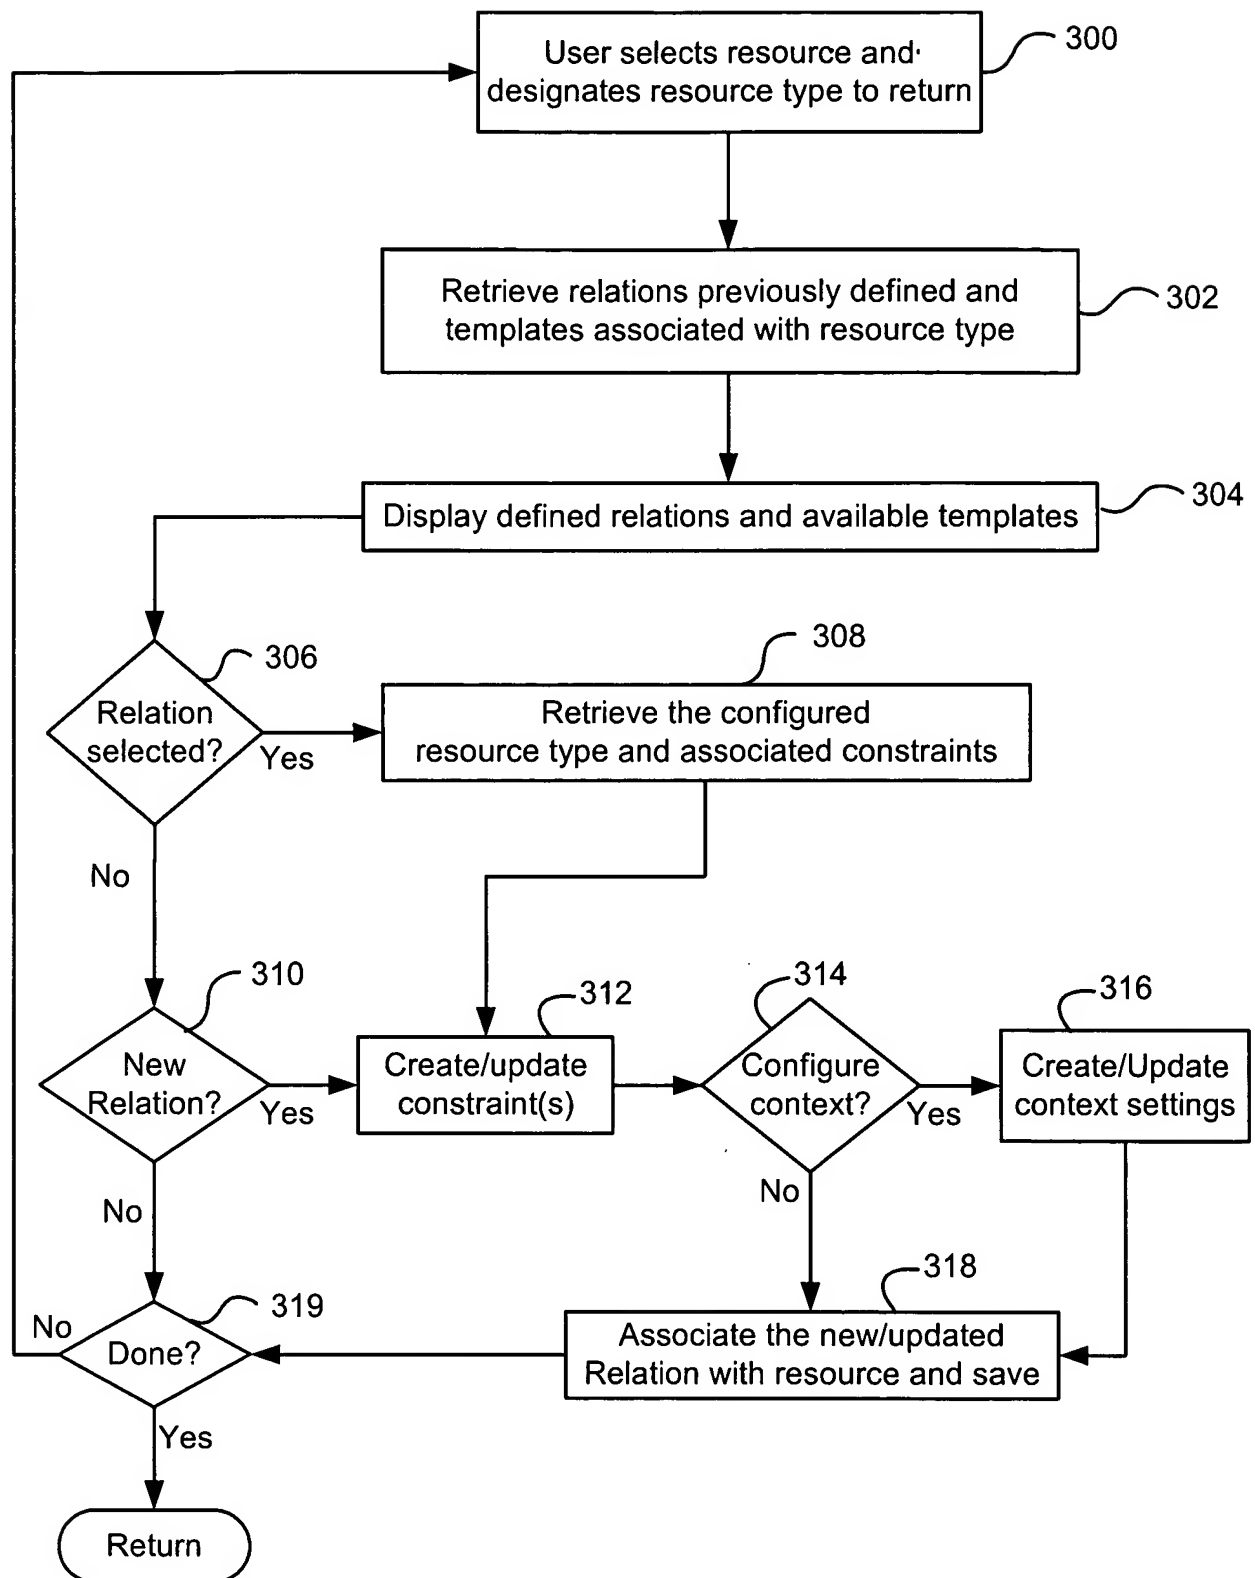 User selects resource and
designates resource type to return
300
Retrieve relations previously defined and
templates associated with resource type
302
Display defined relations and available templates
304
306
Relation
selected?
Yes
No
308
Retrieve the configured
resource type and associated constraints
310
New
Relation?
Yes
No
312
Create/update
constraint(s)
314
Configure
context?
Yes
No
316
Create/Update
context settings
318
Associate the new/updated
Relation with resource and save
319
Done?
No
Yes
Return